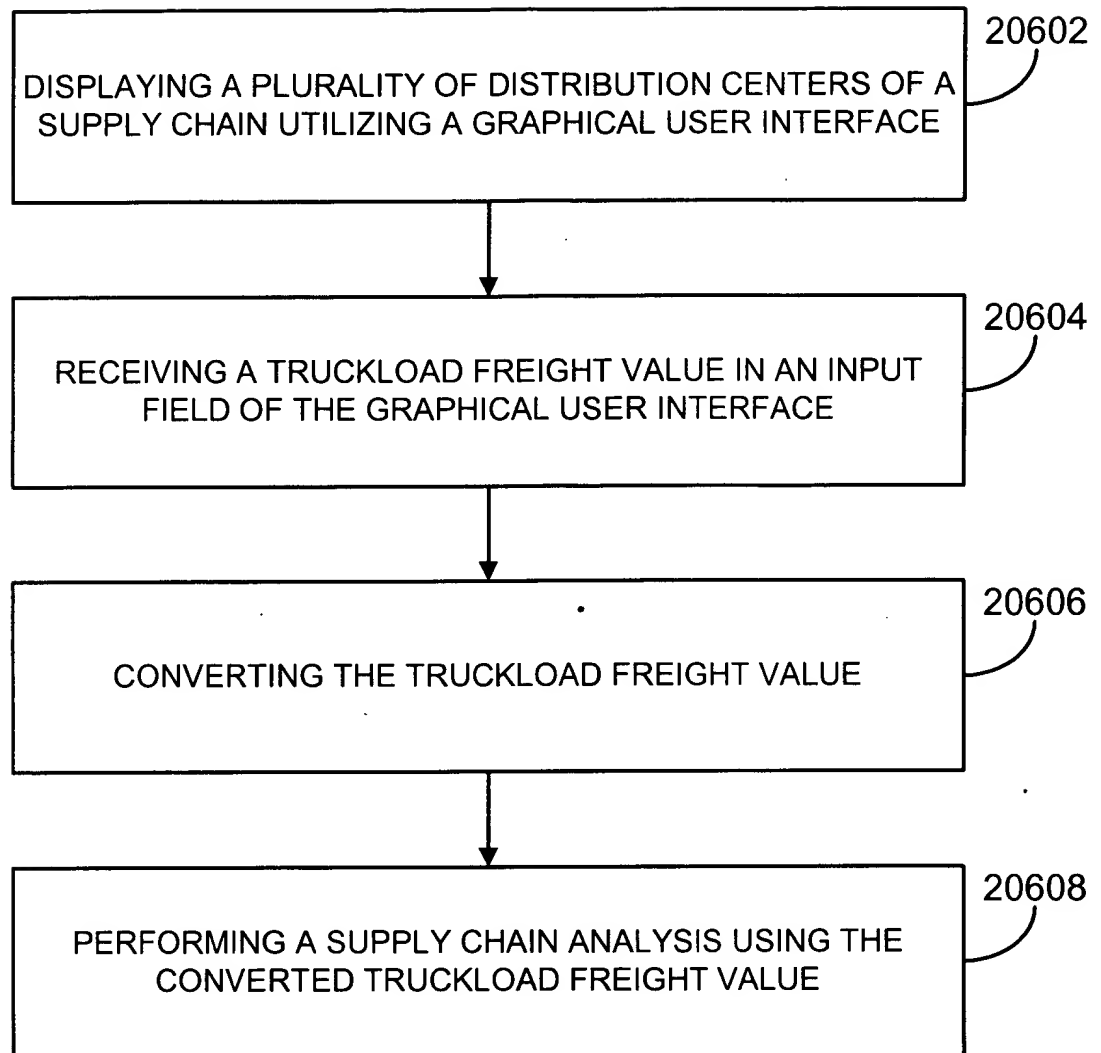 20602
DISPLAYING A PLURALITY OF DISTRIBUTION CENTERS OF A
SUPPLY CHAIN UTILIZING A GRAPHICAL USER INTERFACE
20604
RECEIVING A TRUCKLOAD FREIGHT VALUE IN AN INPUT
FIELD OF THE GRAPHICAL USER INTERFACE
20606
CONVERTING THE TRUCKLOAD FREIGHT VALUE
20608
PERFORMING A SUPPLY CHAIN ANALYSIS USING THE
CONVERTED TRUCKLOAD FREIGHT VALUE